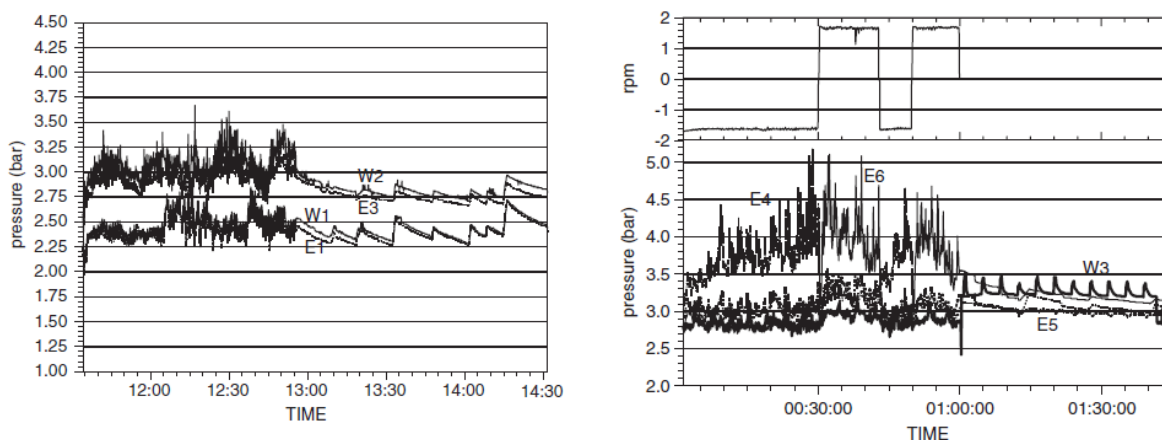 4.50
4.25
4.00
3.75
3.50
3.25
3.00
2.75
2.50
2.25
2.00
1.75
1.50
1.25
1.00
pressure (bar)
W2
E3
W1
E1
12:00 12:30 13:00 13:30 14:00 14:30
TIME
2
1
0
-1
-2
rpm
5.0
4.5
4.0
3.5
3.0
2.5
2.0
pressure (bar)
E4
E6
W3
E5
00:30:00 01:00:00 01:30:00
TIME